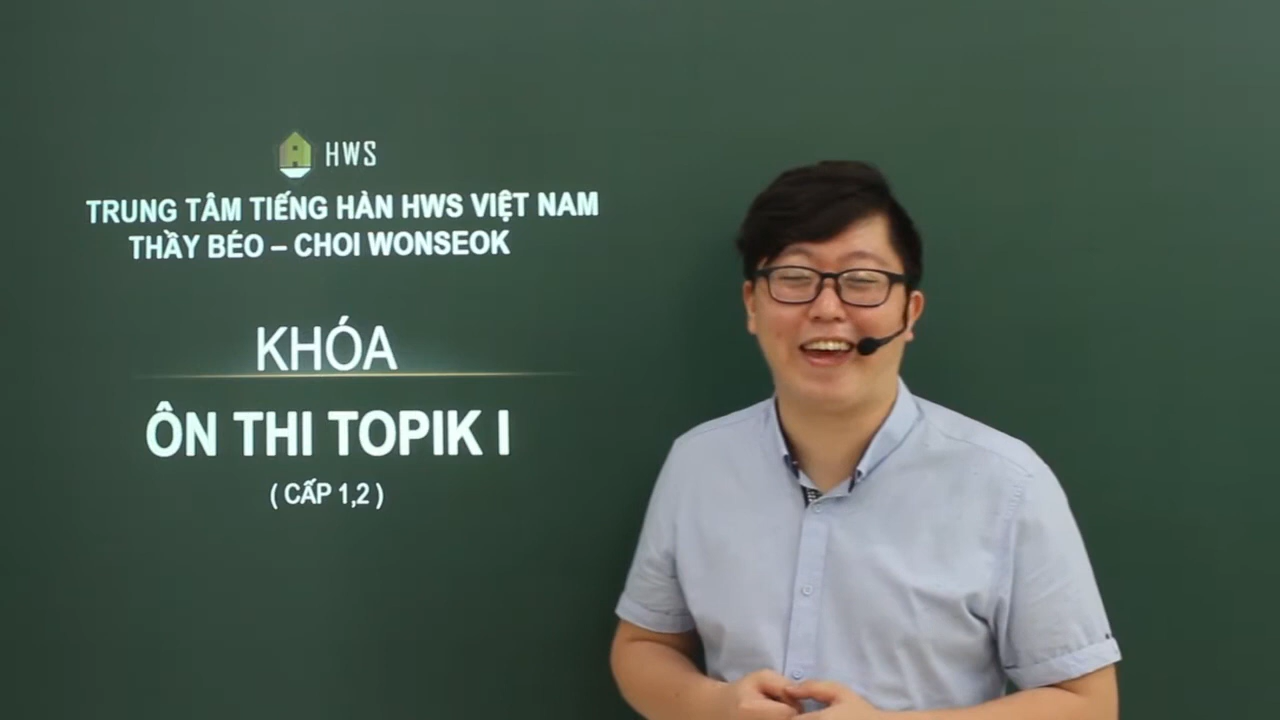 HWS
TRUNG TÂM TIẾNG HÀN HWS VIỆT NAM
THẦY BÉO – CHOI WONSEOK
KHÓA
ÔN THI TOPIK I
( CẤP 1,2 )